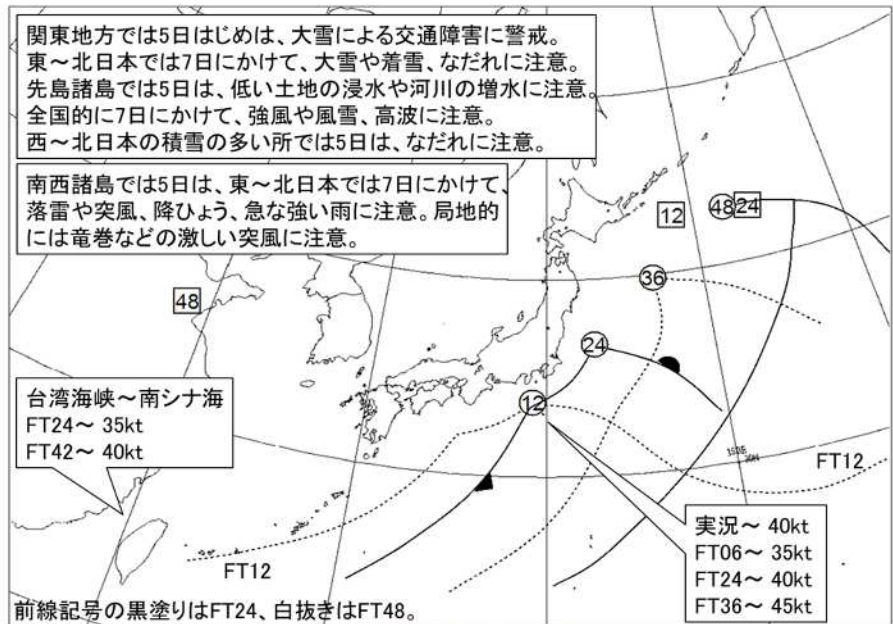 関東地方では5日はじめは、大雪による交通障害に警戒。
東～北日本では7日にかけて、大雪や着雪、なだれに注意。
先島諸島では5日は、低い土地の浸水や河川の増水に注意。
全国的に7日にかけて、強風や風雪、高波に注意。
西～北日本の積雪の多い所では5日は、なだれに注意。
南西諸島では5日は、東～北日本では7日にかけて、
落雷や突風、降ひょう、急な強い雨に注意。局地的
には竜巻などの激しい突風に注意。
12
48
24
36
48
24
12
台湾海峡～南シナ海
FT24～ 35kt
FT42～ 40kt
150E
30N
FT12
実況～ 40kt
FT06～ 35kt
FT24～ 40kt
FT36～ 45kt
FT12
前線記号の黒塗りはFT24、白抜きはFT48。